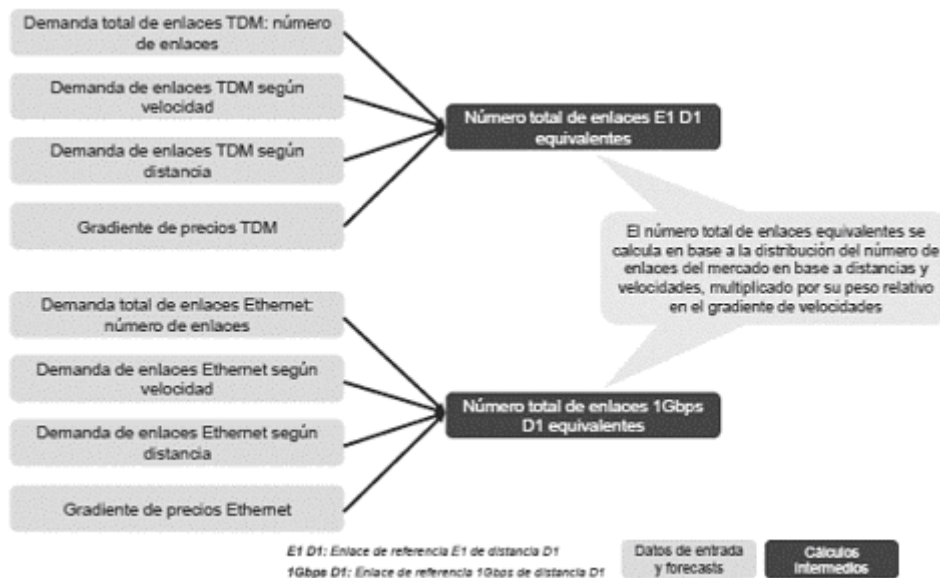 Demanda total de enlaces TDM: número
de enlaces
Demanda de enlaces TDM según
velocidad
Demanda de enlaces TDM según
distancia
Gradiente de precios TDM
Número total de enlaces E1 D1
equivalentes
El número total de enlaces equivalentes se
calcula en base a la distribución del número de
enlaces del mercado en base a distancias y
velocidades, multiplicado por su peso relativo
en el gradiente de velocidades
Demanda total de enlaces Ethernet:
número de enlaces
Demanda de enlaces Ethernet según
velocidad
Demanda de enlaces Ethernet según
distancia
Gradiente de precios Ethernet
Número total de enlaces 1Gbps
D1 equivalentes
E1 D1: Enlace de referencia E1 de distancia D1
1Gbps D1: Enlace de referencia 1Gbps de distancia D1
Datos de entrada
y forecasts
Cálculos
Intermedios